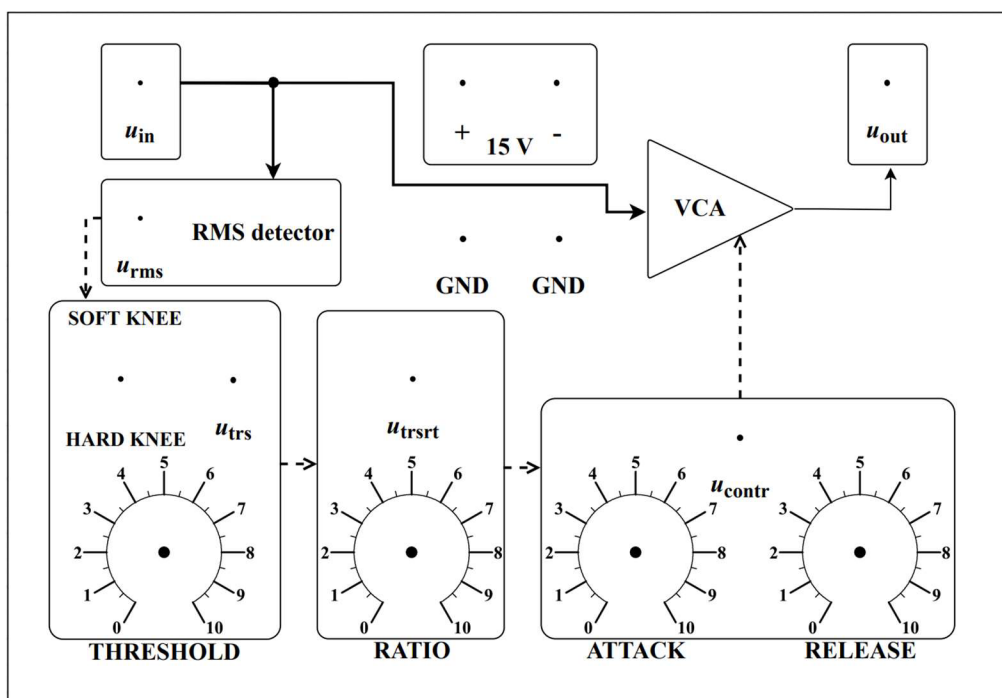 u_in
+ 15 V -
u_out
VCA
RMS detector
u_rms
GND GND
SOFT KNEE
u_trs
HARD KNEE
u_trsrt
u_contr
0 1 2 3 4 5 6 7 8 9 10
THRESHOLD
0 1 2 3 4 5 6 7 8 9 10
RATIO
0 1 2 3 4 5 6 7 8 9 10
ATTACK
0 1 2 3 4 5 6 7 8 9 10
RELEASE